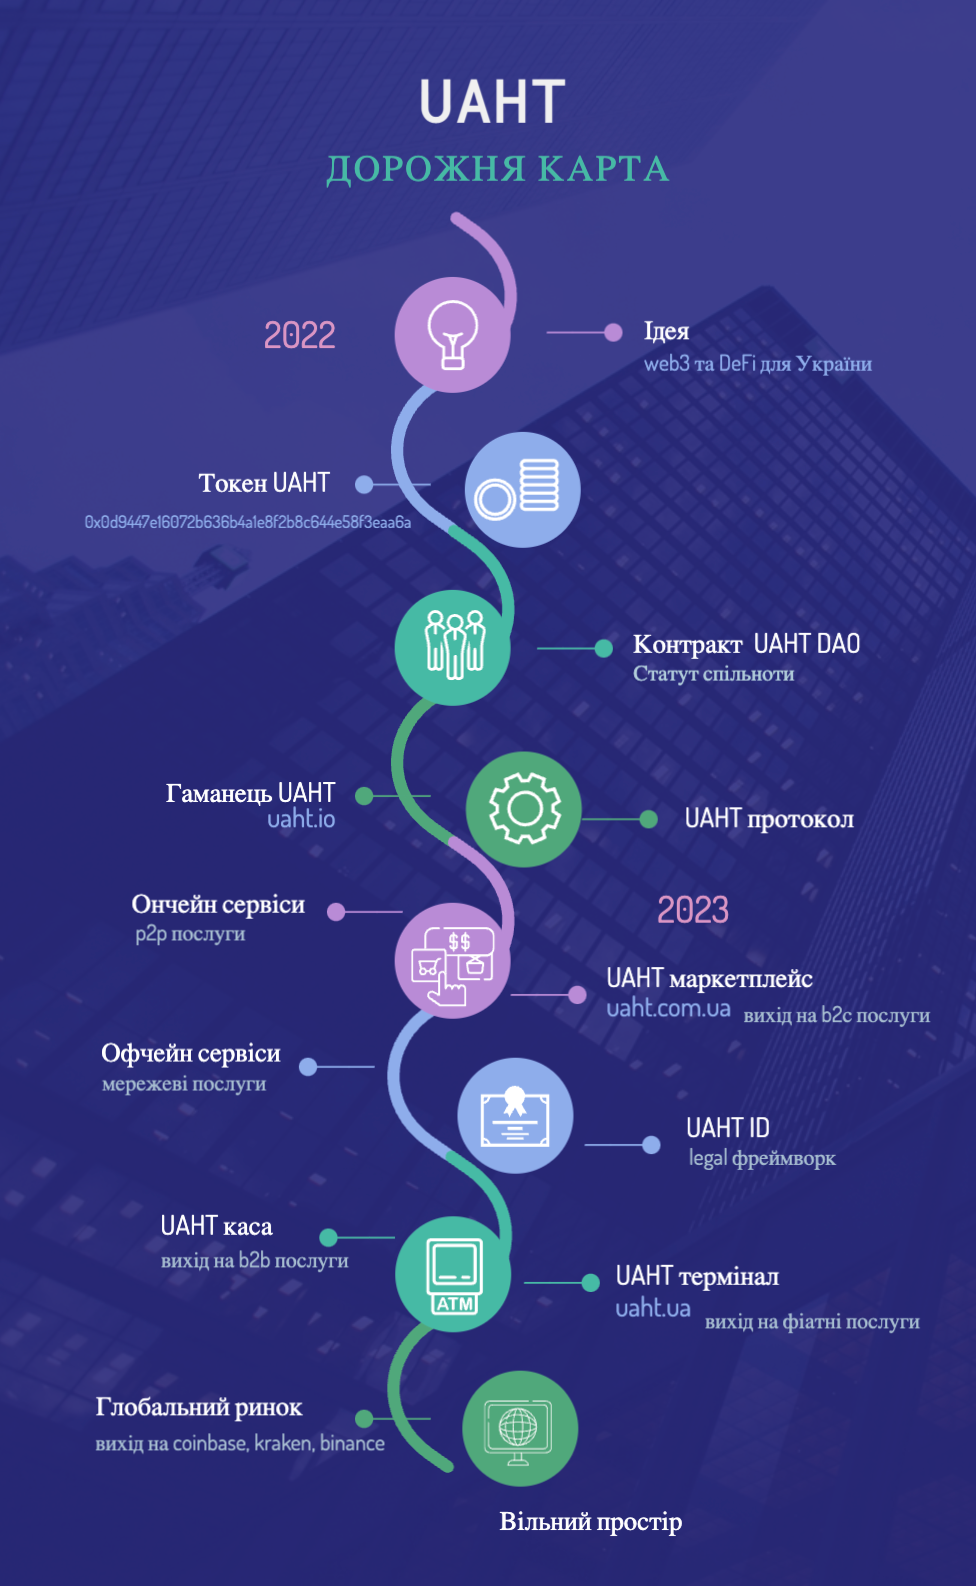 UAHT
ДОРОЖНЯ КАРТА
2022
Ідея
web3 та DeFi для України
Токен UAHT
0x0d9447e16072b636b4a1e8f2b8c644e58f3eaa6a
Контракт UAHT DAO
Статут спільноти
Гаманець UAHT
uaht.io
UAHT протокол
Ончейн сервіси
p2p послуги
2023
$$
UAHT маркетплейс
uaht.com.ua вихід на b2c послуги
Офчейн сервіси
мережеві послуги
UAHT ID
legal фреймворк
UAHT каса
вихід на b2b послуги
ATM
UAHT термінал
uaht.ua вихід на фіатні послуги
Глобальний ринок
вихід на coinbase, kraken, binance
Вільний простір